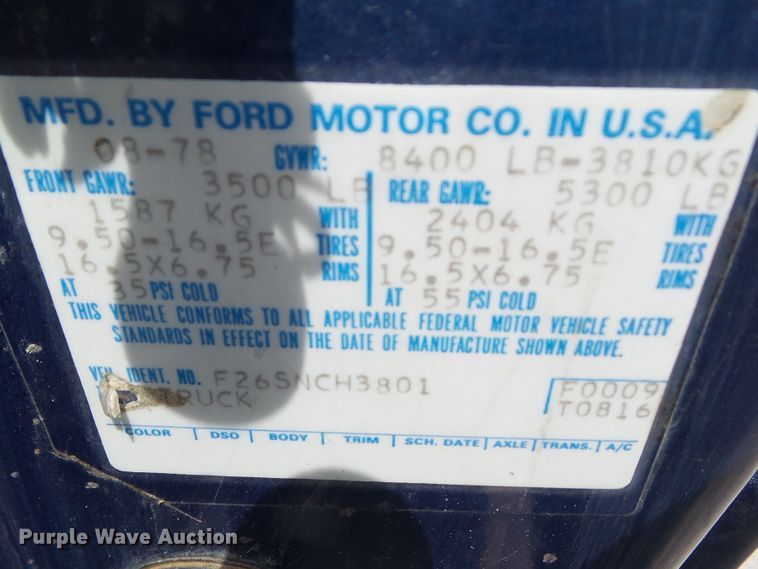 MFD. BY FORD MOTOR CO. IN U.S.A.
08-78 GVWR: 8400 LB-3810KG
FRONT GAWR: 3500 LB REAR GAWR: 5300 LB
1587 KG WITH 2404 KG WITH
9.50-16.5E TIRES 9.50-16.5E TIRES
16.5X6.75 RIMS 16.5X6.75 RIMS
AT 35 PSI COLD AT 55 PSI COLD
THIS VEHICLE CONFORMS TO ALL APPLICABLE FEDERAL MOTOR VEHICLE SAFETY
STANDARDS IN EFFECT ON THE DATE OF MANUFACTURE SHOWN ABOVE.
VEH. IDENT. NO. F26SNCH3801 F0009
TRUCK T0816
COLOR DSO BODY TRIM SCH. DATE AXLE TRANS. A/C
Purple Wave Auction